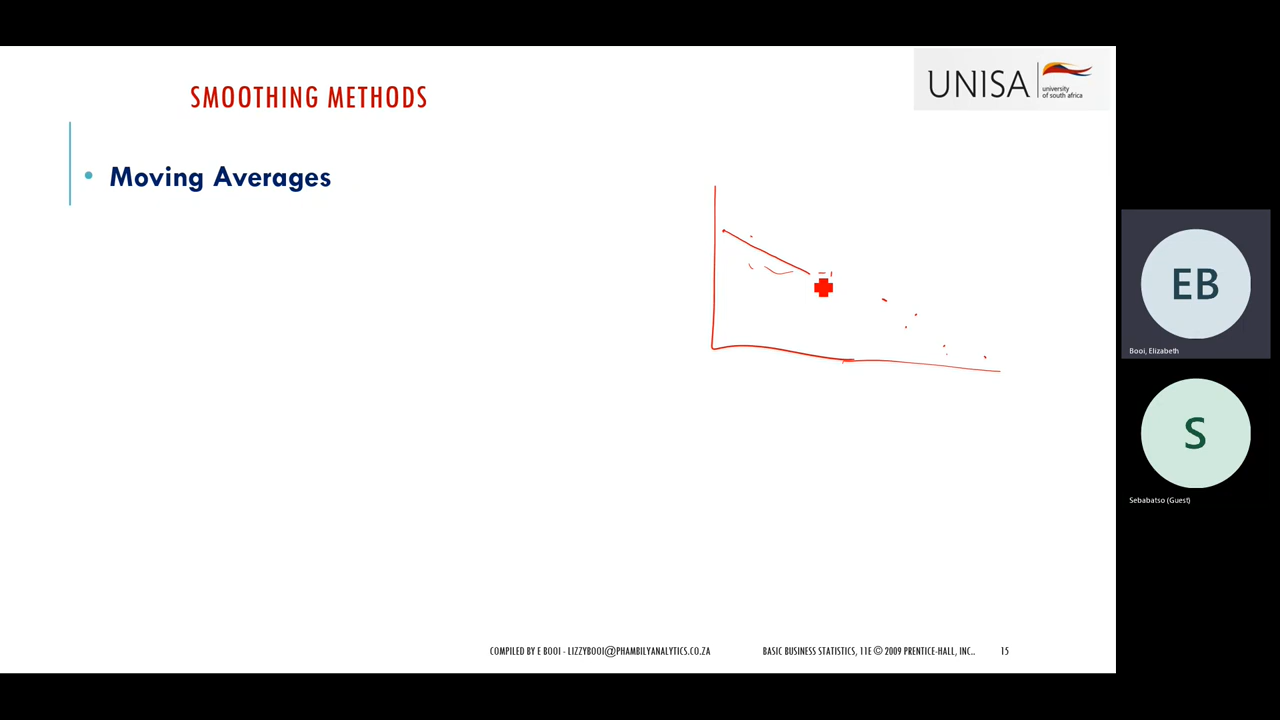 SMOOTHING METHODS
UNISA
university
of south africa
• Moving Averages
EB
Booi, Elizabeth
S
Sebabatso (Guest)
COMPILED BY E BOOI - LIZZYBOOI@PHAMBILYANALYTICS.CO.ZA
BASIC BUSINESS STATISTICS, 11E © 2009 PRENTICE-HALL, INC..
15